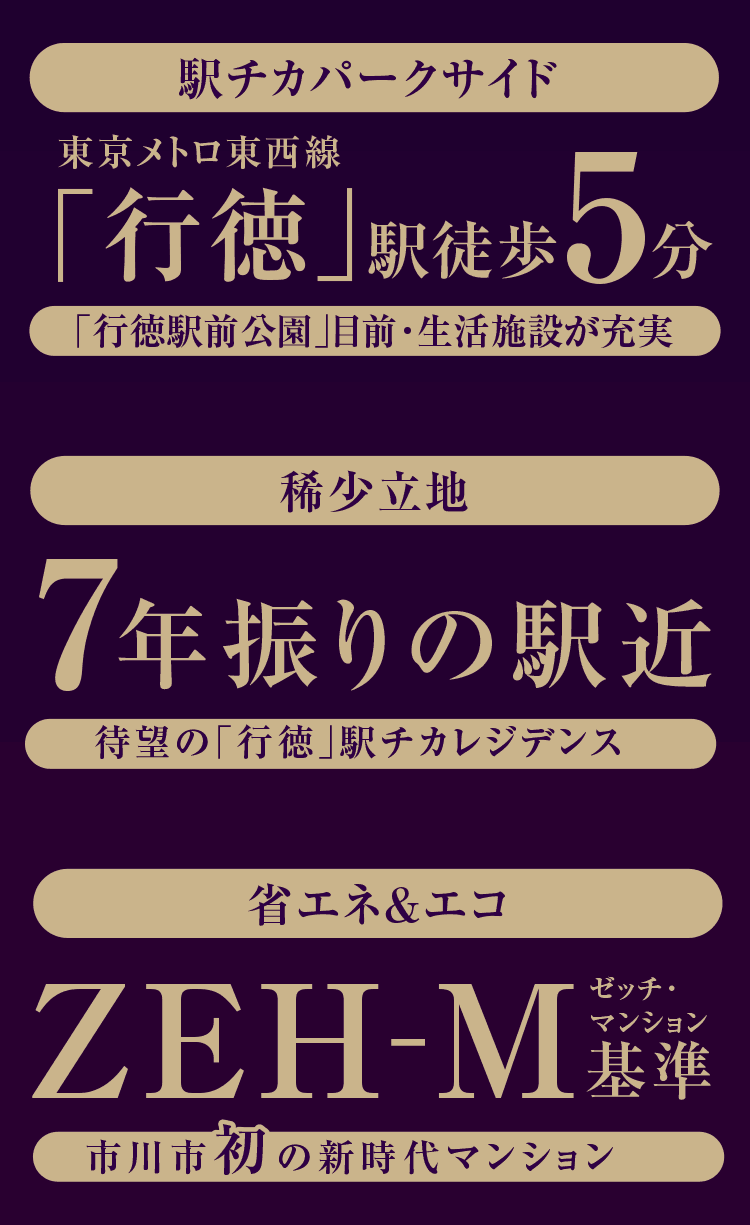 駅チカパークサイド
東京メトロ東西線
「行徳」駅徒歩5分
「行徳駅前公園」目前・生活施設が充実
稀少立地
7年振りの駅近
待望の「行徳」駅チカレジデンス
省エネ&エコ
ZEH-M
ゼッチ・
マンション
基準
市川市初の新時代マンション